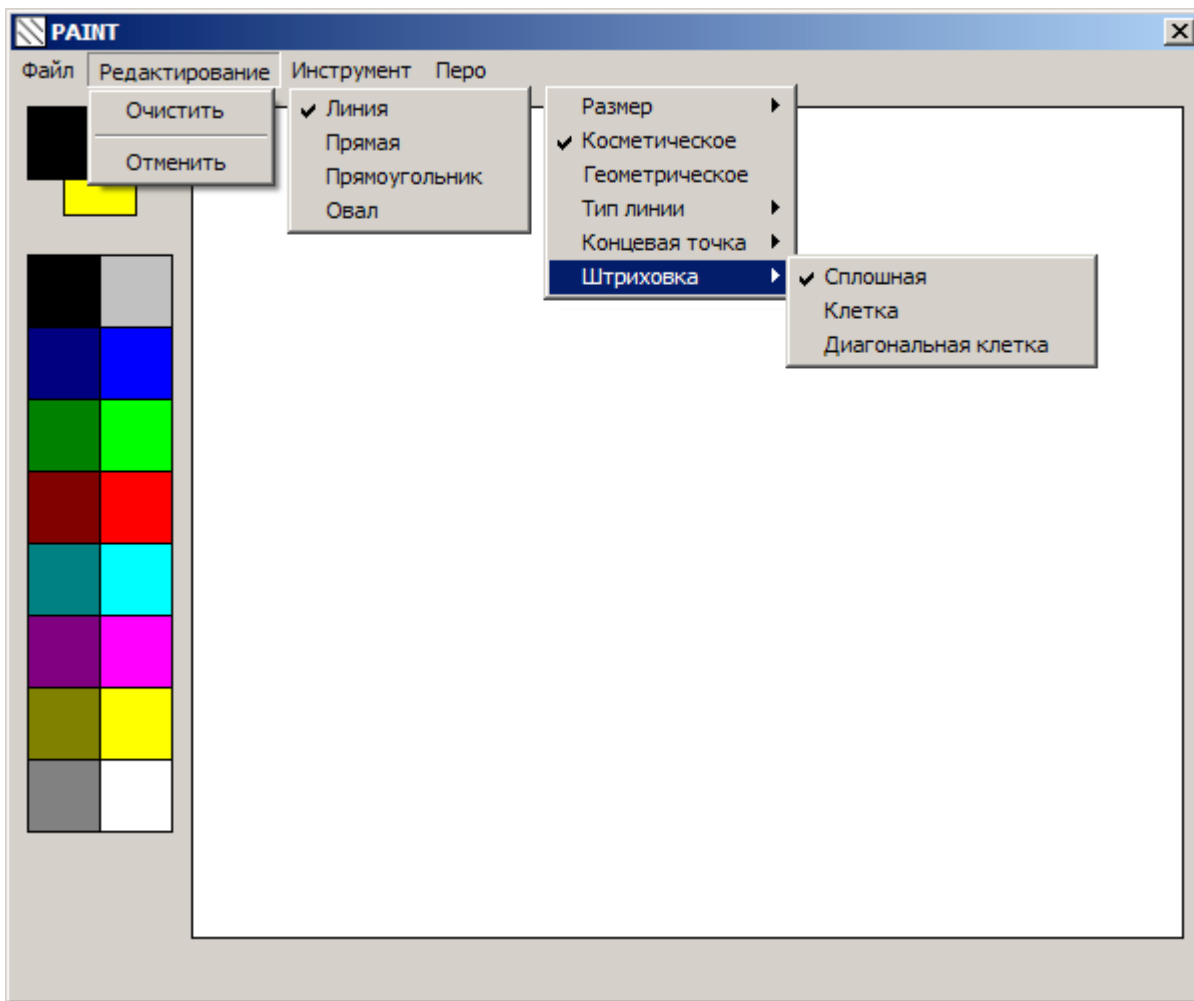 PAINT
Файл Редактирование Инструмент Перо
Очистить
Отменить
Линия
Прямая
Прямоугольник
Овал
Размер
Косметическое
Геометрическое
Тип линии
Концевая точка
Штриховка
Сплошная
Клетка
Диагональная клетка